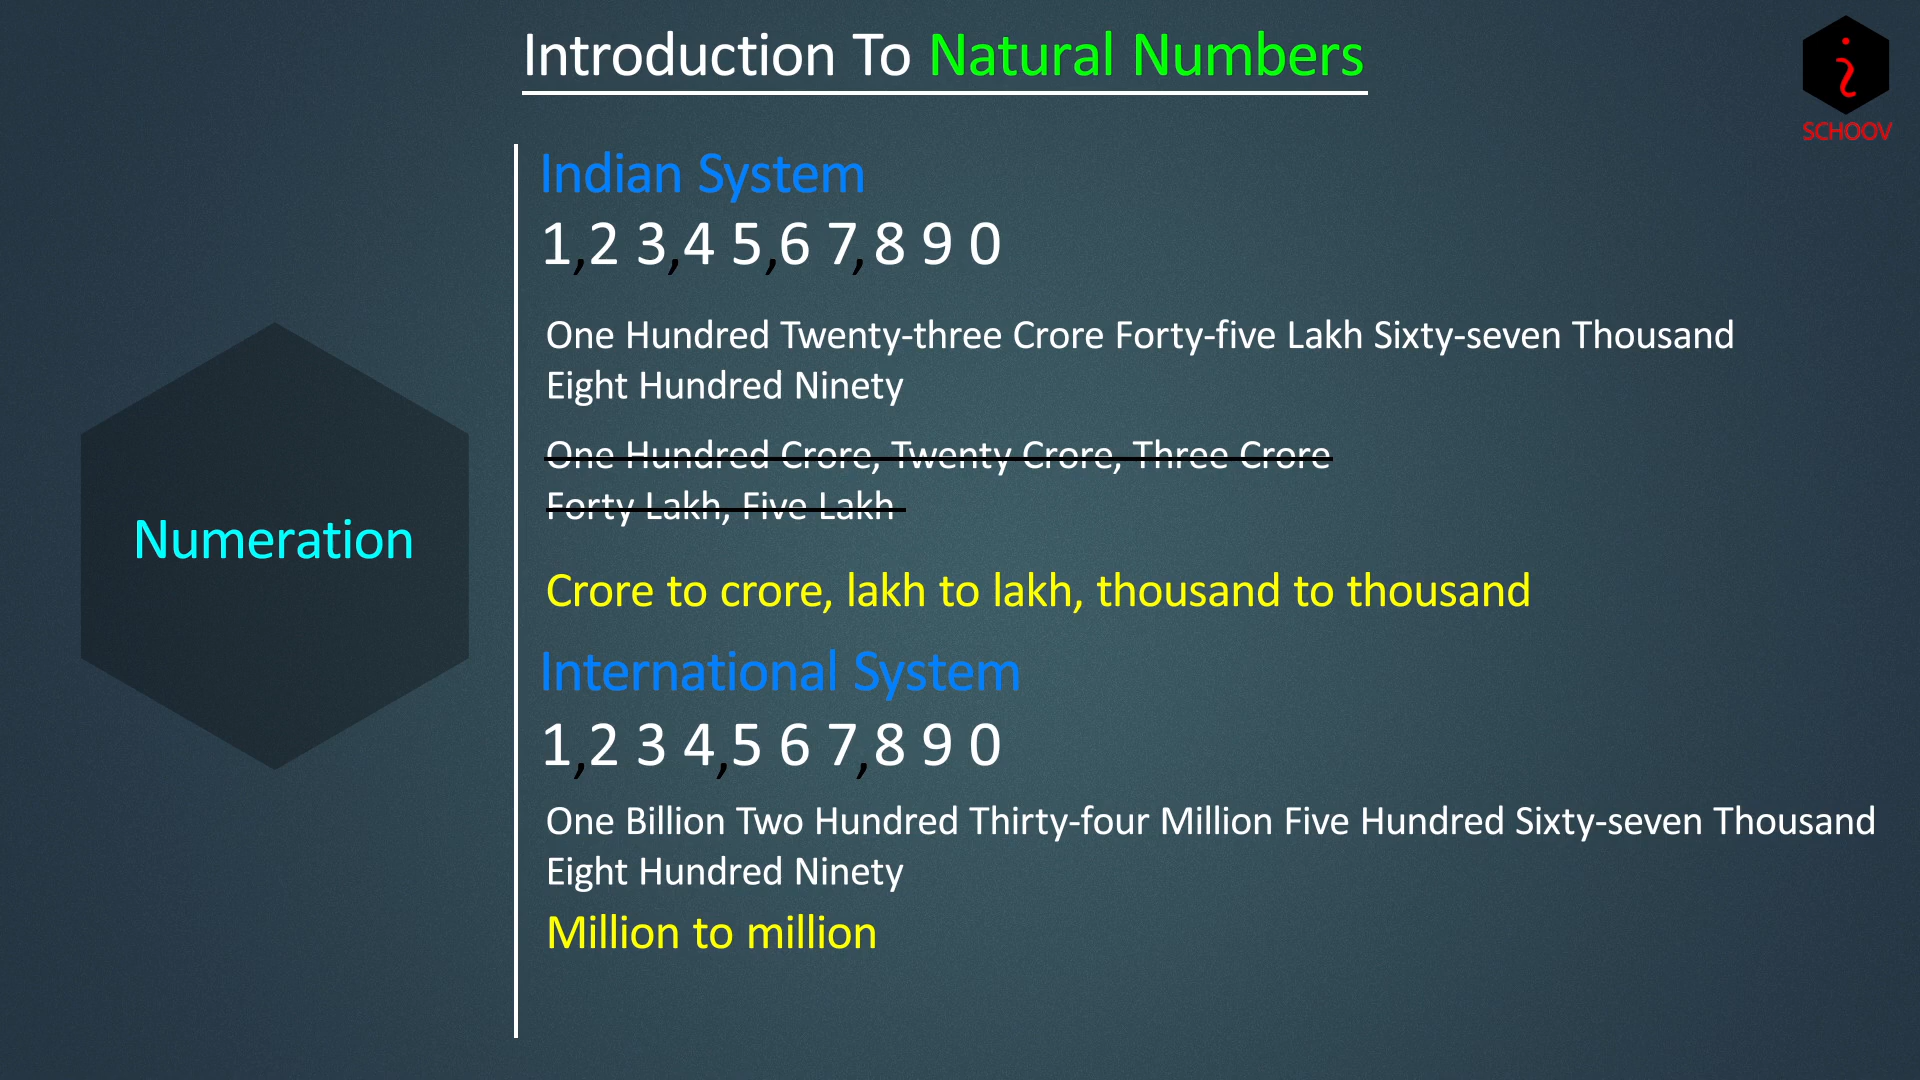 Introduction To Natural Numbers
SCHOOV
Indian System
1,2 3,4 5,6 7,8 9 0
One Hundred Twenty-three Crore Forty-five Lakh Sixty-seven Thousand
Eight Hundred Ninety
One Hundred Crore, Twenty Crore, Three Crore
Forty Lakh, Five Lakh
Numeration
Crore to crore, lakh to lakh, thousand to thousand
International System
1,2 3 4,5 6 7,8 9 0
One Billion Two Hundred Thirty-four Million Five Hundred Sixty-seven Thousand
Eight Hundred Ninety
Million to million